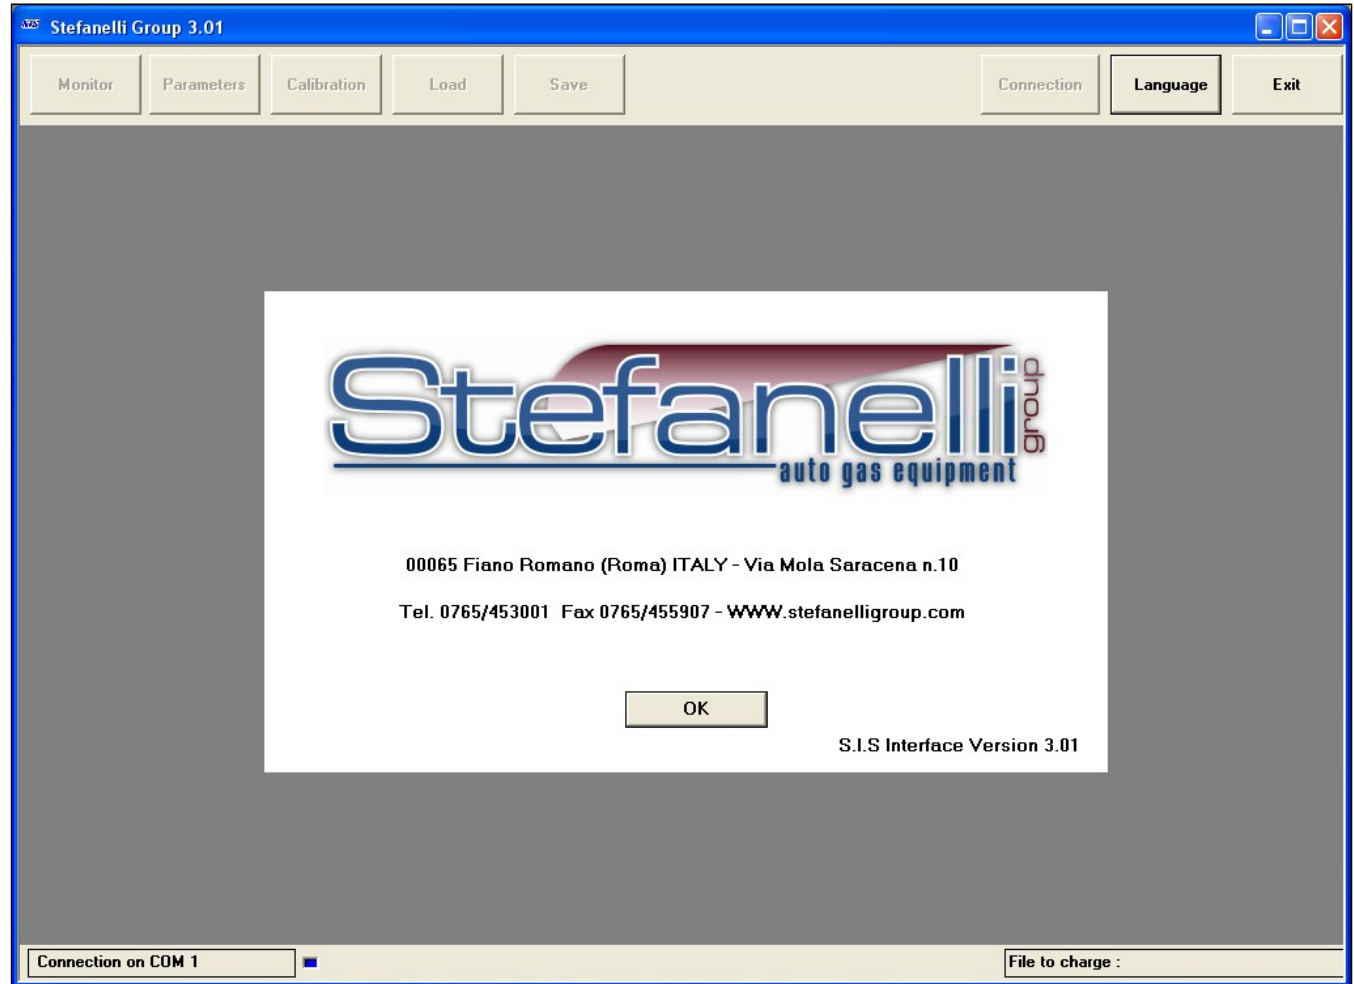 Stefanelli Group 3.01
Monitor Parameters Calibration Load Save Connection Language Exit
Stefanelli group
auto gas equipment
00065 Fiano Romano (Roma) ITALY - Via Mola Saracena n.10
Tel. 0765/453001 Fax 0765/455907 - WWW.stefanelligroup.com
OK
S.I.S Interface Version 3.01
Connection on COM 1 File to charge :